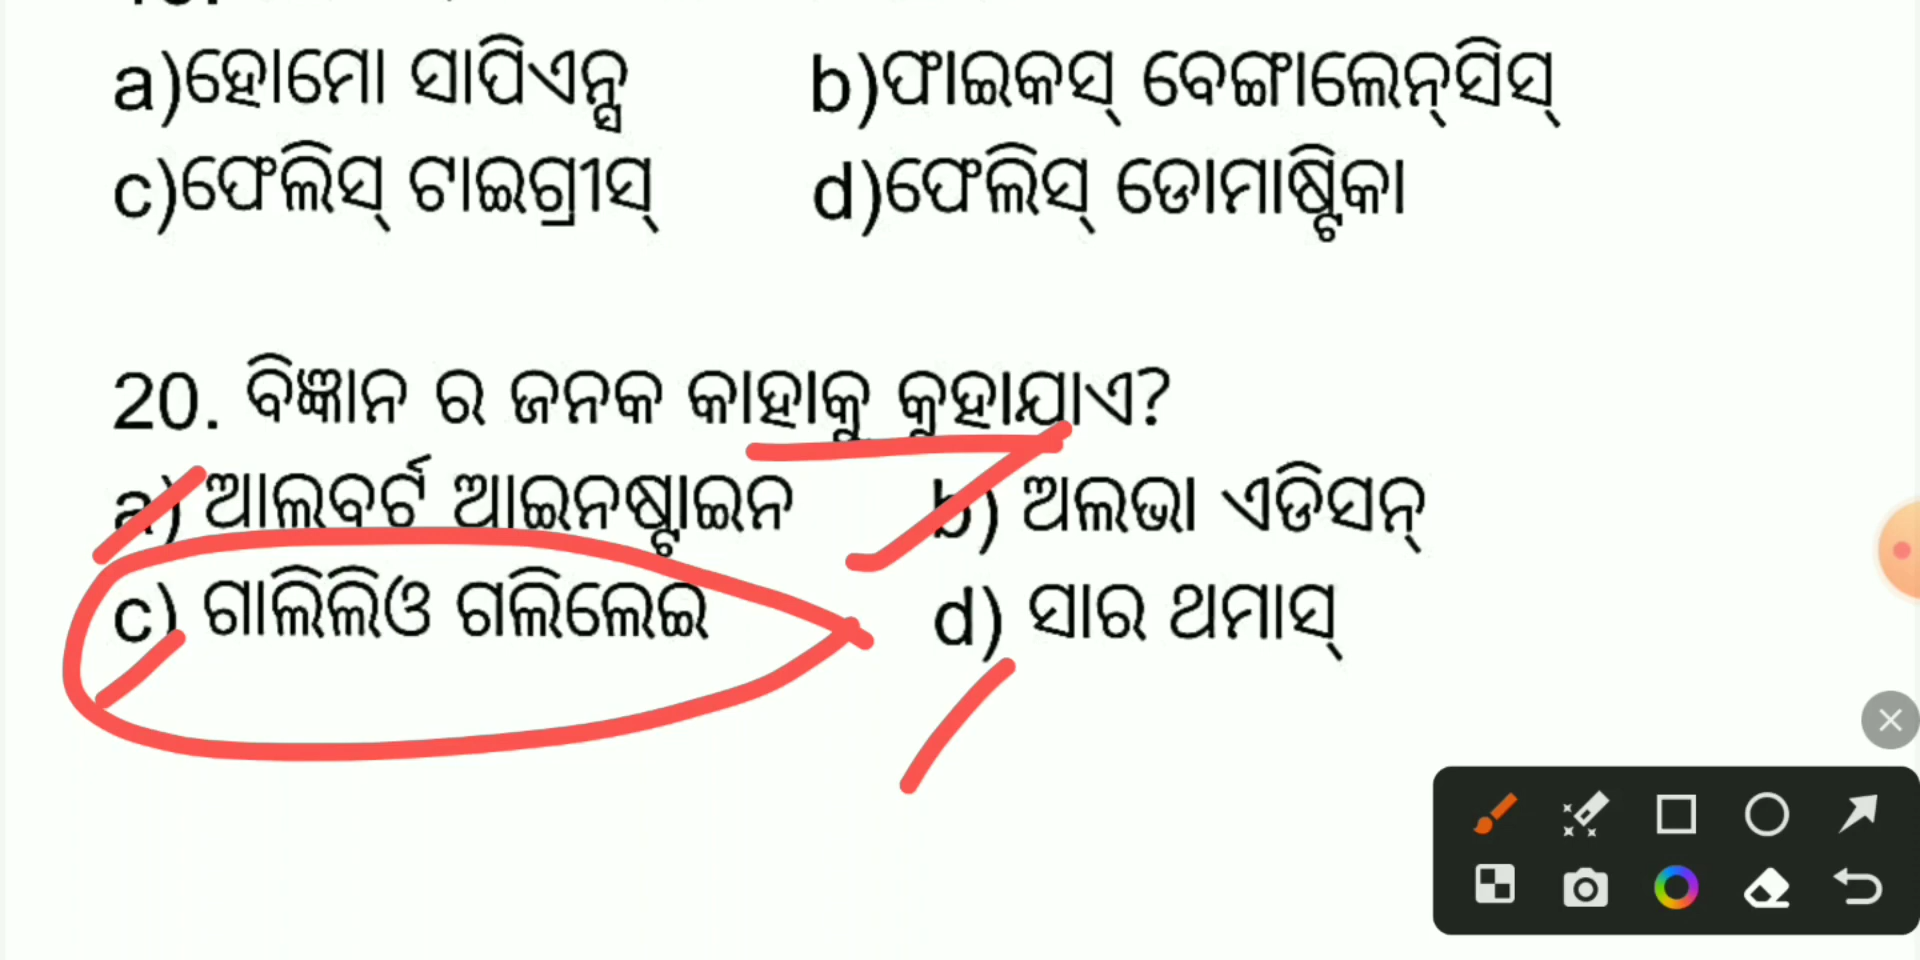 a)ହୋମୋ ସାପିଏନ୍ସ b)ଫାଇକସ୍ ବେଙ୍ଗାଲେନ୍‌ସିସ୍
c)ଫେଲିସ୍ ଟାଇଗ୍ରୀସ୍ d)ଫେଲିସ୍ ଡୋମାଷ୍ଟିକା
20. ବିଜ୍ଞାନ ର ଜନକ କାହାକୁ କୁହାଯାଏ?
a) ଆଲବର୍ଟ ଆଇନଷ୍ଟାଇନ b) ଅଲଭା ଏଡିସନ୍
c) ଗାଲିଲିଓ ଗଲିଲେଇ d) ସାର ଥମାସ୍